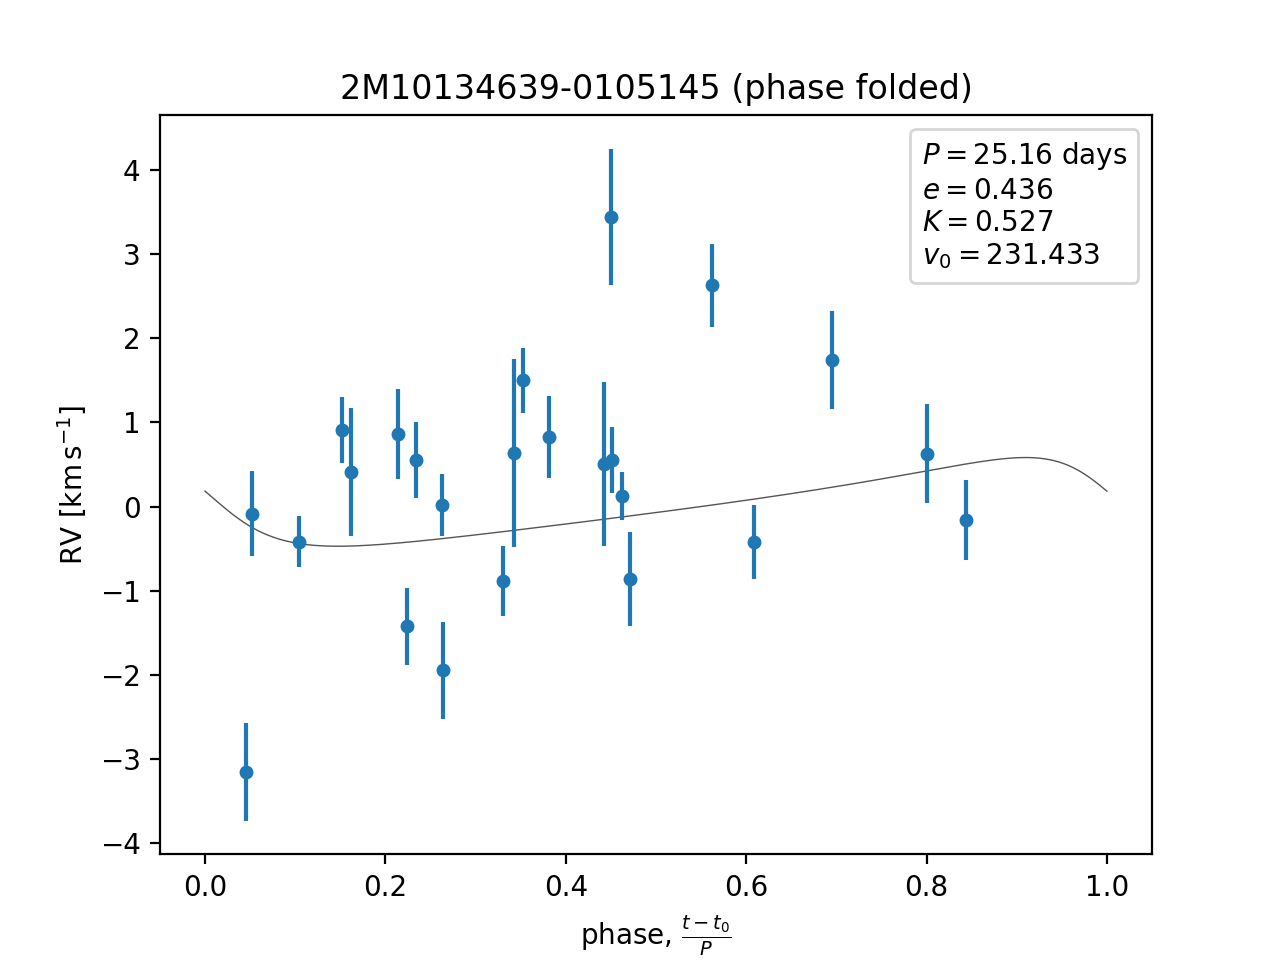 2M10134639-0105145 (phase folded)
P = 25.16 days
e = 0.436
K = 0.527
v₀ = 231.433
4
3
2
1
0
−1
−2
−3
−4
RV [km s⁻¹]
0.0 0.2 0.4 0.6 0.8 1.0
phase, (t − t₀)/P